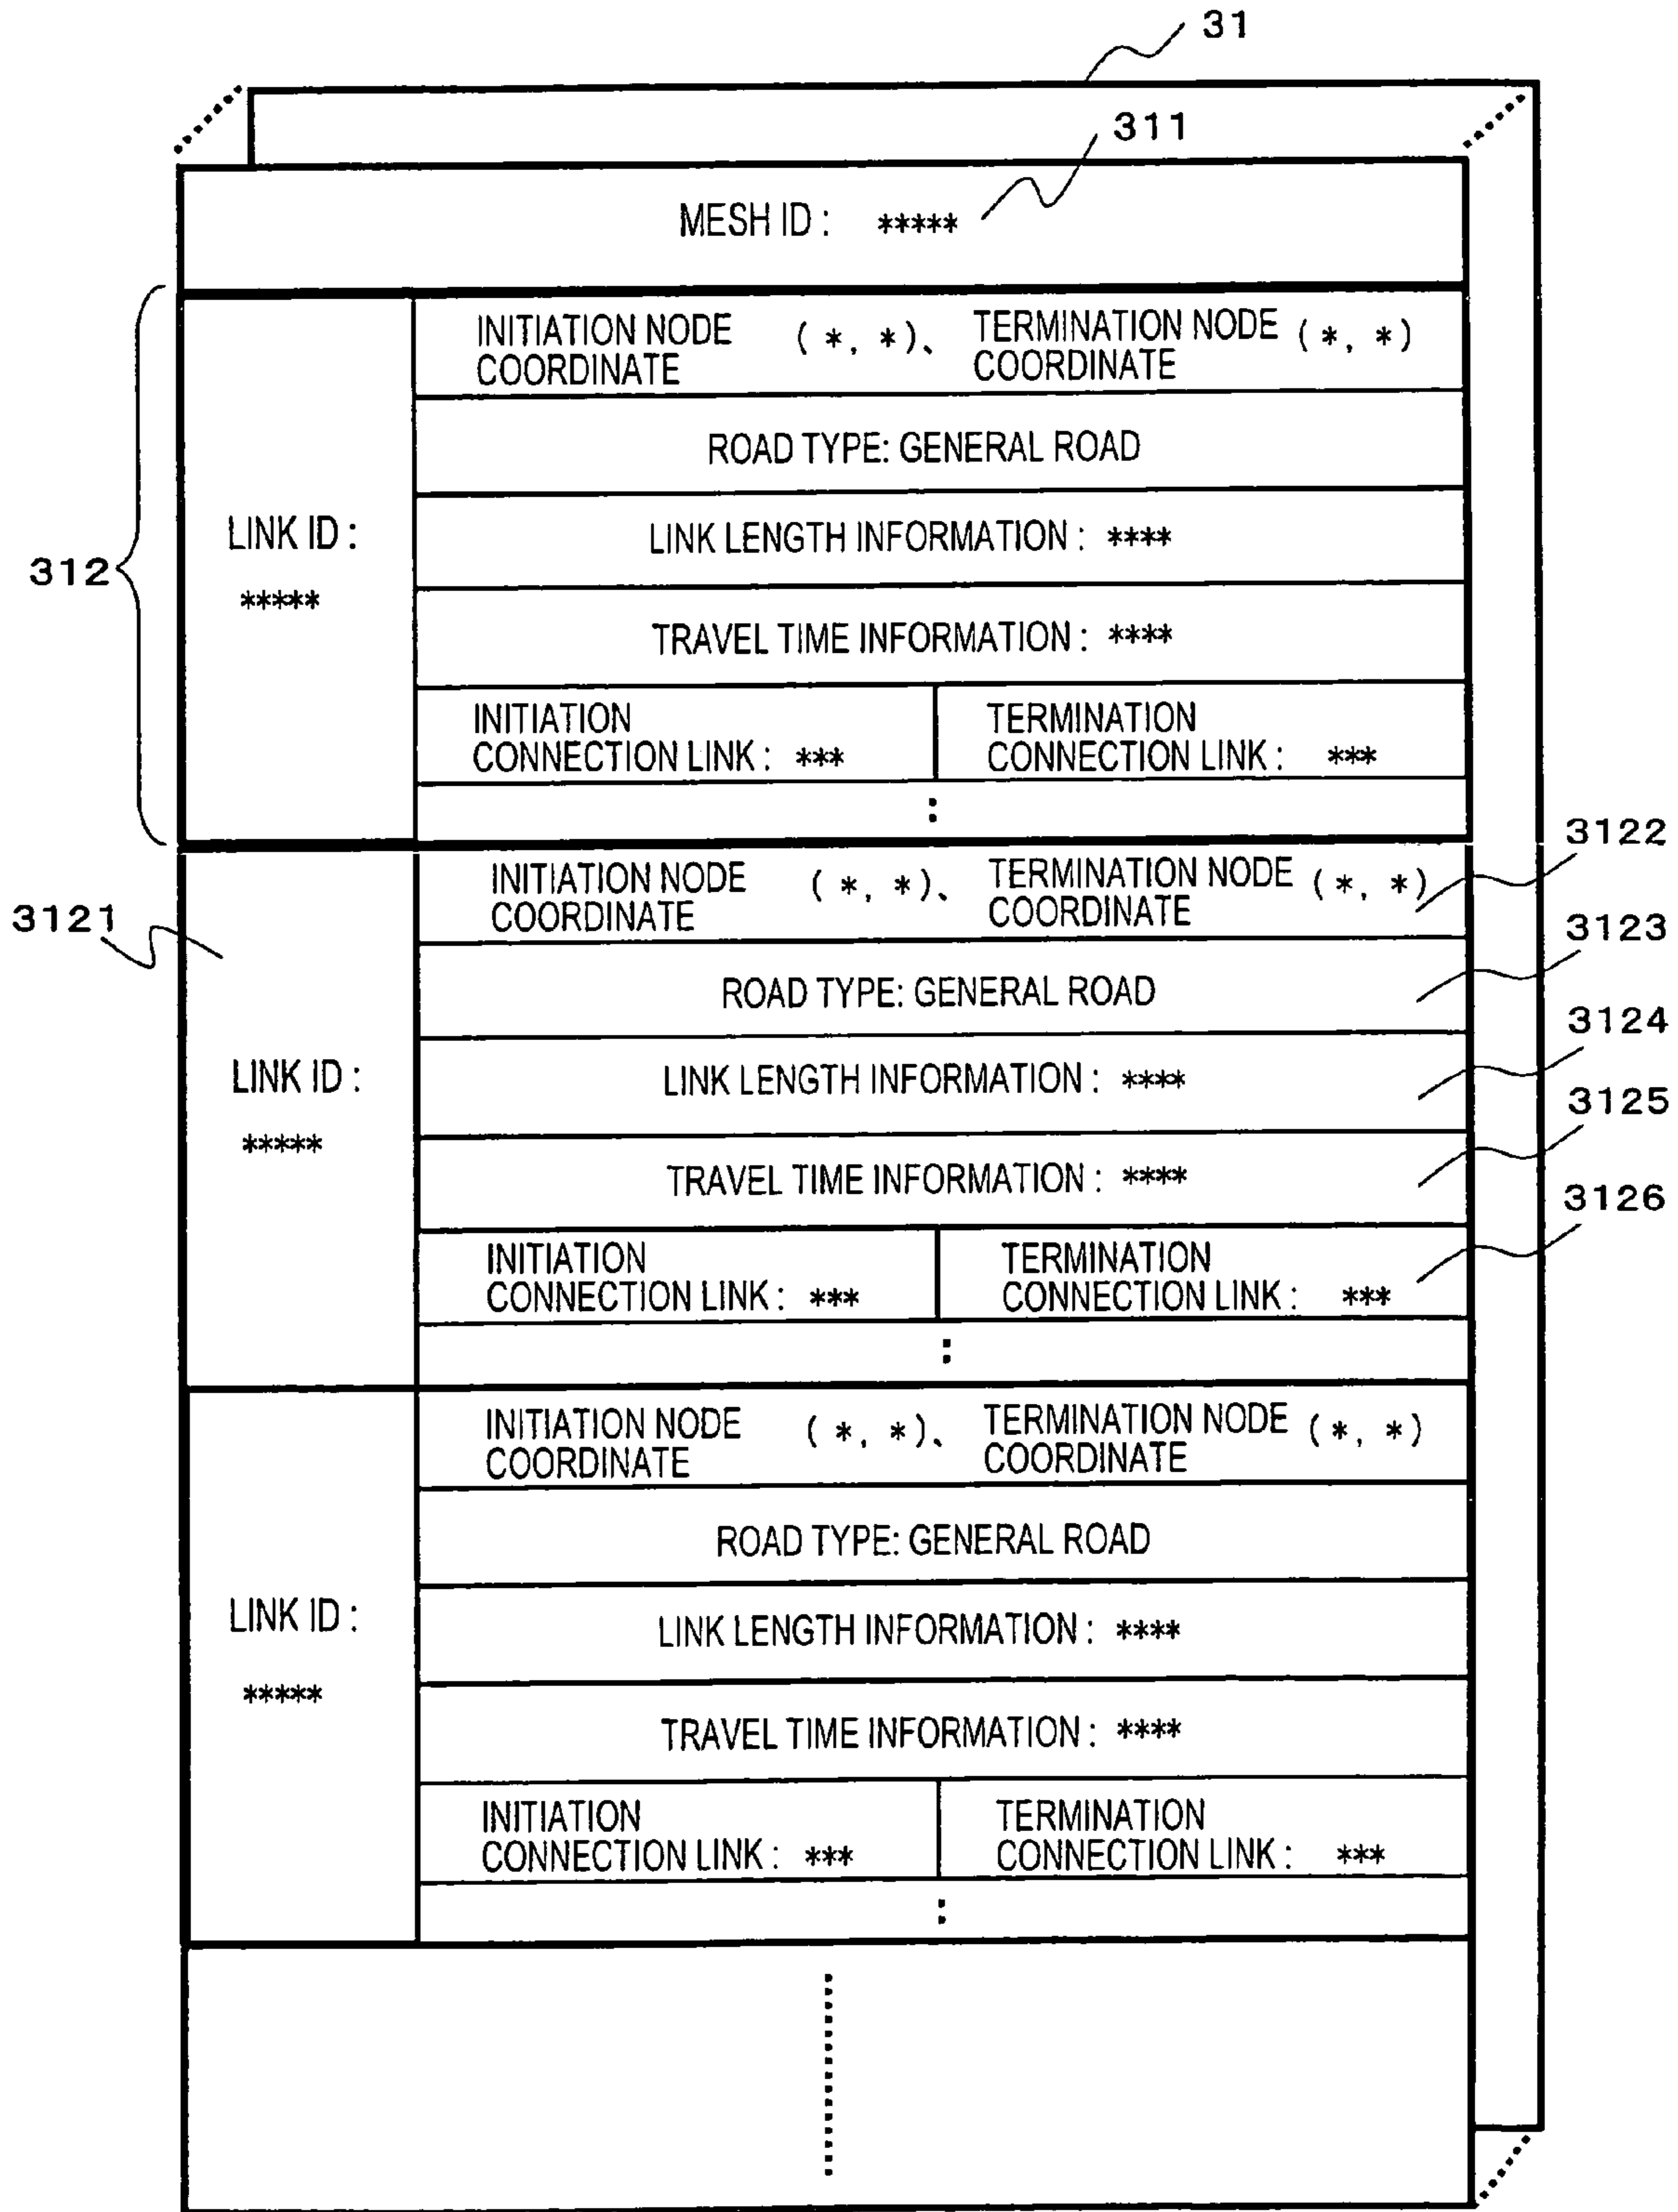 31
311
MESH ID : *****
312
LINK ID :
*****
INITIATION NODE COORDINATE (*, *)、 TERMINATION NODE COORDINATE (*, *)
ROAD TYPE: GENERAL ROAD
LINK LENGTH INFORMATION : ****
TRAVEL TIME INFORMATION : ****
INITIATION
CONNECTION LINK : ***
TERMINATION
CONNECTION LINK : ***
:
3121
LINK ID :
*****
INITIATION NODE COORDINATE (*, *)、 TERMINATION NODE COORDINATE (*, *)
3122
ROAD TYPE: GENERAL ROAD
3123
LINK LENGTH INFORMATION : ****
3124
TRAVEL TIME INFORMATION : ****
3125
INITIATION
CONNECTION LINK : ***
TERMINATION
CONNECTION LINK : ***
3126
:
LINK ID :
*****
INITIATION NODE COORDINATE (*, *)、 TERMINATION NODE COORDINATE (*, *)
ROAD TYPE: GENERAL ROAD
LINK LENGTH INFORMATION : ****
TRAVEL TIME INFORMATION : ****
INITIATION
CONNECTION LINK : ***
TERMINATION
CONNECTION LINK : ***
: